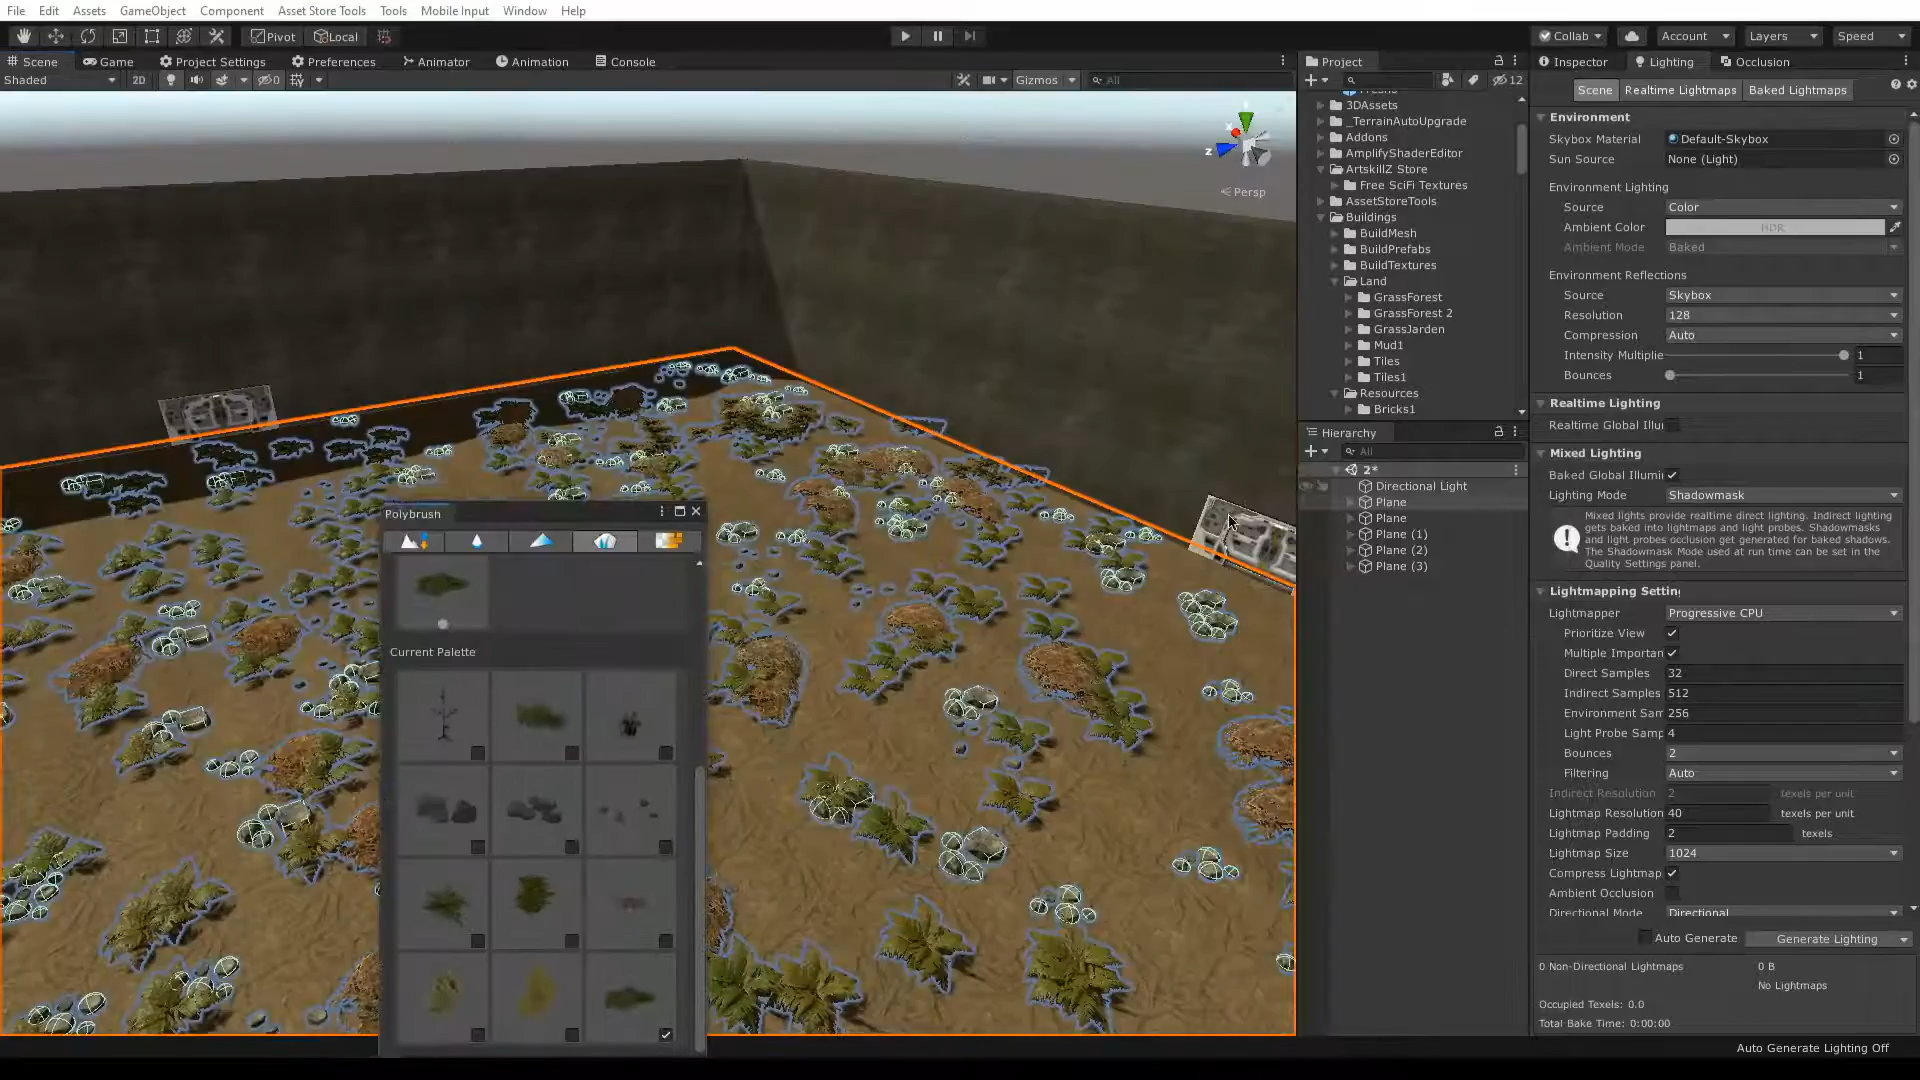 File Edit Assets GameObject Component Asset Store Tools Tools Mobile Input Window Help
Pivot Local Collab Account Layers Speed
Scene Game Project Settings Preferences Animator Animation Console
Shaded 2D 0 Gizmos All
z Persp
Polybrush
Current Palette
Project
12
3DAssets
_TerrainAutoUpgrade
Addons
AmplifyShaderEditor
ArtskillZ Store
Free SciFi Textures
AssetStoreTools
Buildings
BuildMesh
BuildPrefabs
BuildTextures
Land
GrassForest
GrassForest 2
GrassJarden
Mud1
Tiles
Tiles1
Resources
Bricks1
Hierarchy
All
2*
Directional Light
Plane
Plane
Plane (1)
Plane (2)
Plane (3)
Inspector Lighting Occlusion
Scene Realtime Lightmaps Baked Lightmaps
Environment
Skybox Material Default-Skybox
Sun Source None (Light)
Environment Lighting
Source Color
Ambient Color HDR
Ambient Mode Baked
Environment Reflections
Source Skybox
Resolution 128
Compression Auto
Intensity Multiplie 1
Bounces 1
Realtime Lighting
Realtime Global Illui
Mixed Lighting
Baked Global Illumii
Lighting Mode Shadowmask
Mixed lights provide realtime direct lighting. Indirect lighting
gets baked into lightmaps and light probes. Shadowmasks
and light probes occlusion get generated for baked shadows.
The Shadowmask Mode used at run time can be set in the
Quality Settings panel.
Lightmapping Settin
Lightmapper Progressive CPU
Prioritize View
Multiple Importan
Direct Samples 32
Indirect Samples 512
Environment Sam 256
Light Probe Samp 4
Bounces 2
Filtering Auto
Indirect Resolution 2 texels per unit
Lightmap Resolution 40 texels per unit
Lightmap Padding 2 texels
Lightmap Size 1024
Compress Lightmap
Ambient Occlusion
Directional Mode Directional
Auto Generate Generate Lighting
0 Non-Directional Lightmaps 0 B
No Lightmaps
Occupied Texels: 0.0
Total Bake Time: 0:00:00
Auto Generate Lighting Off